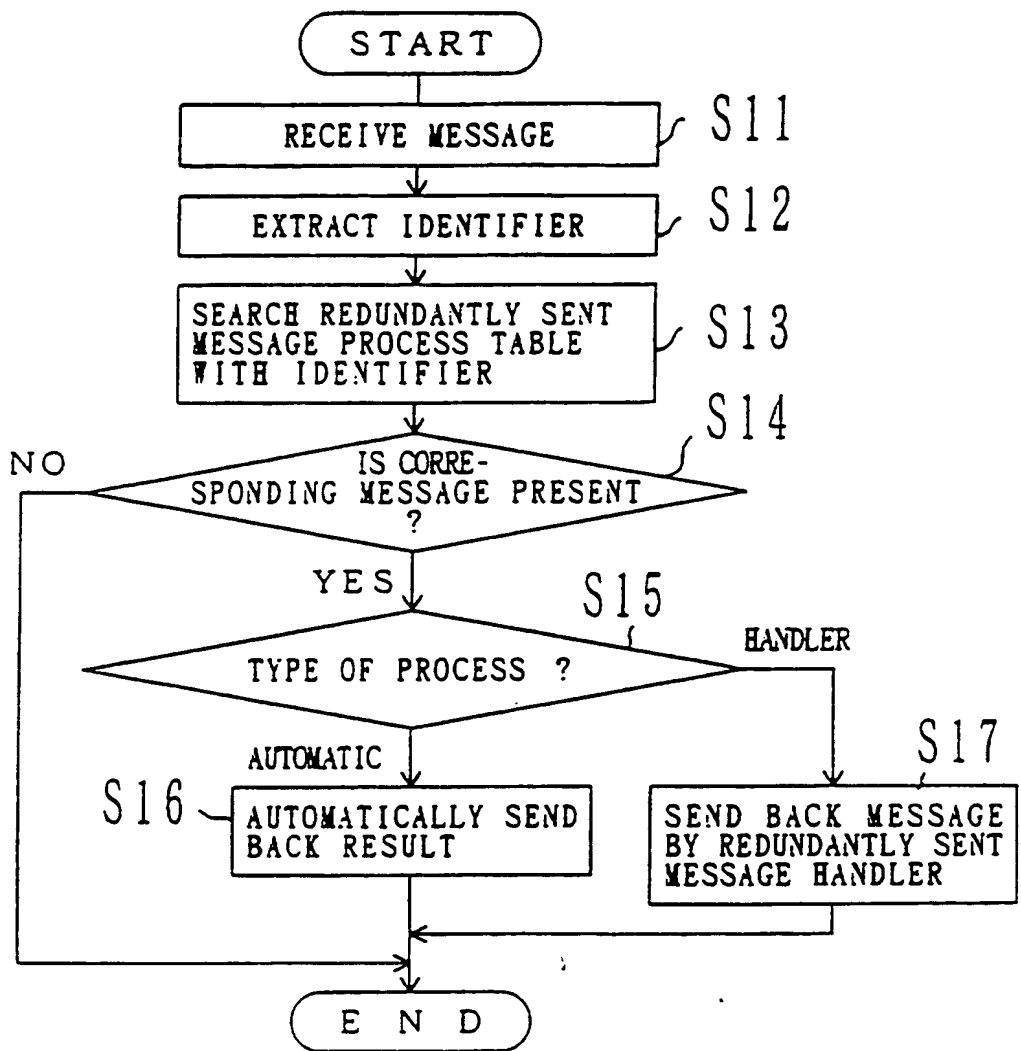 START
RECEIVE MESSAGE
S11
EXTRACT IDENTIFIER
S12
SEARCH REDUNDANTLY SENT
MESSAGE PROCESS TABLE
WITH IDENTIFIER
S13
S14
NO
IS CORRE-
SPONDING MESSAGE PRESENT
?
YES
S15
HANDLER
TYPE OF PROCESS ?
AUTOMATIC
S16
AUTOMATICALLY SEND
BACK RESULT
S17
SEND BACK MESSAGE
BY REDUNDANTLY SENT
MESSAGE HANDLER
END